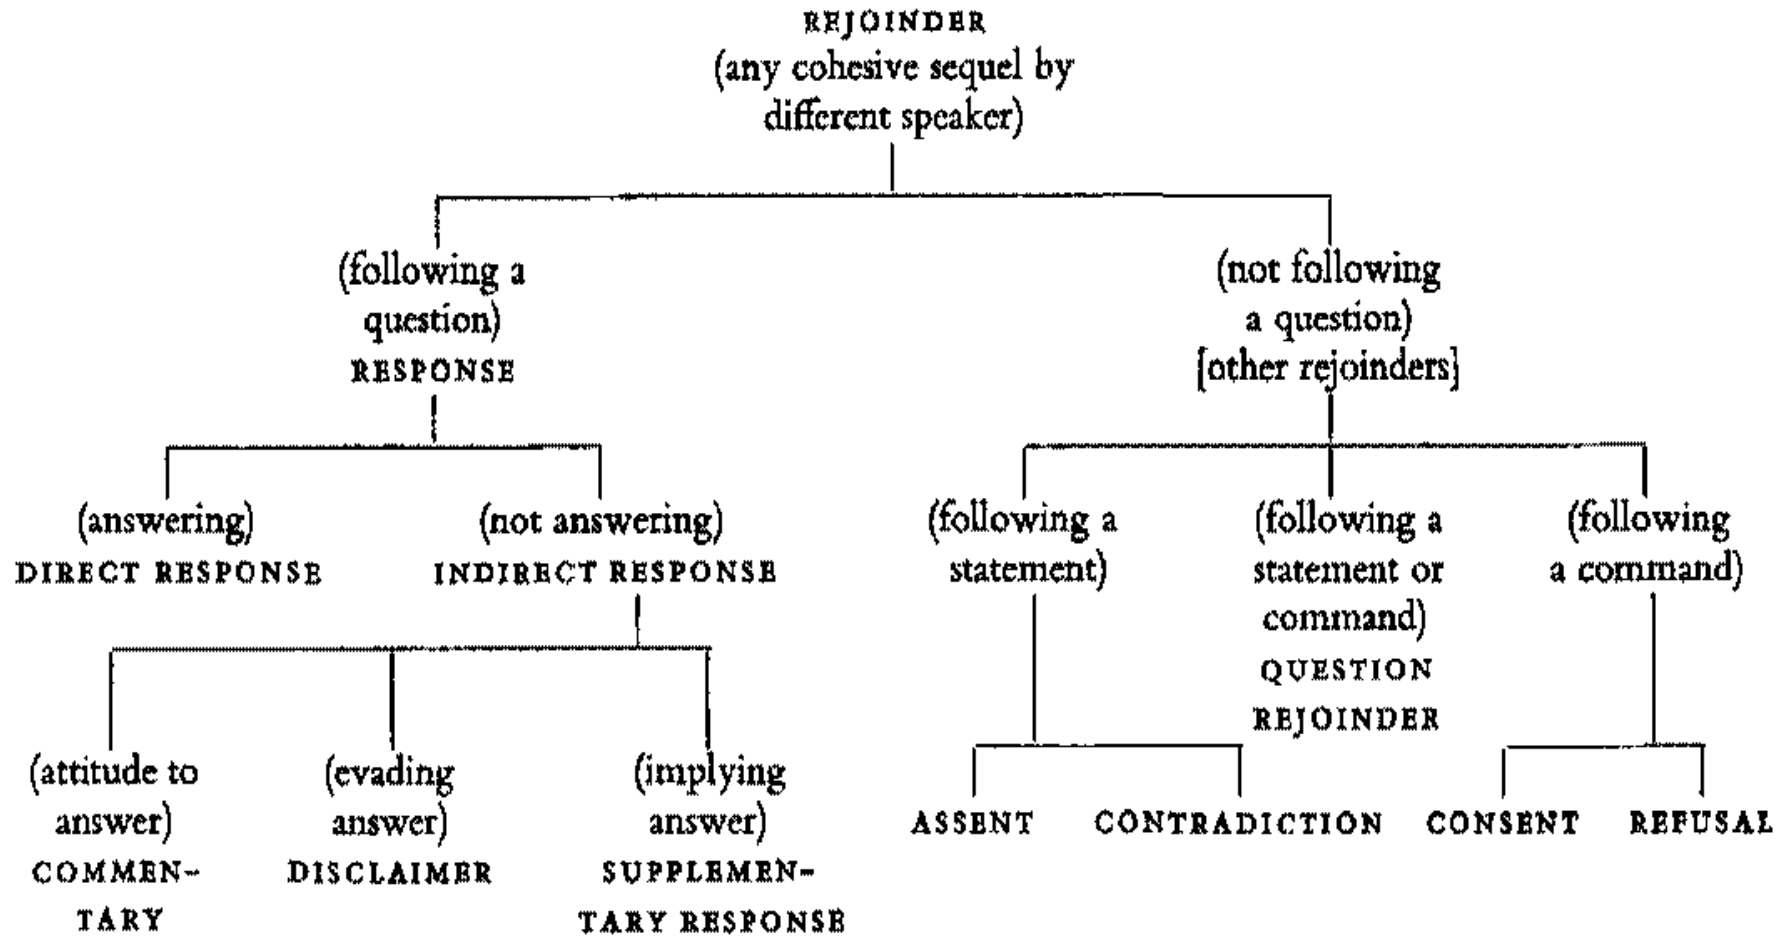 REJOINDER
(any cohesive sequel by
different speaker)
(following a
question)
RESPONSE
(not following
a question)
[other rejoinders]
(answering)
DIRECT RESPONSE
(not answering)
INDIRECT RESPONSE
(following a
statement)
(following a
statement or
command)
QUESTION
REJOINDER
(following
a command)
(attitude to
answer)
COMMEN-
TARY
(evading
answer)
DISCLAIMER
(implying
answer)
SUPPLEMEN-
TARY RESPONSE
ASSENT
CONTRADICTION
CONSENT
REFUSAL